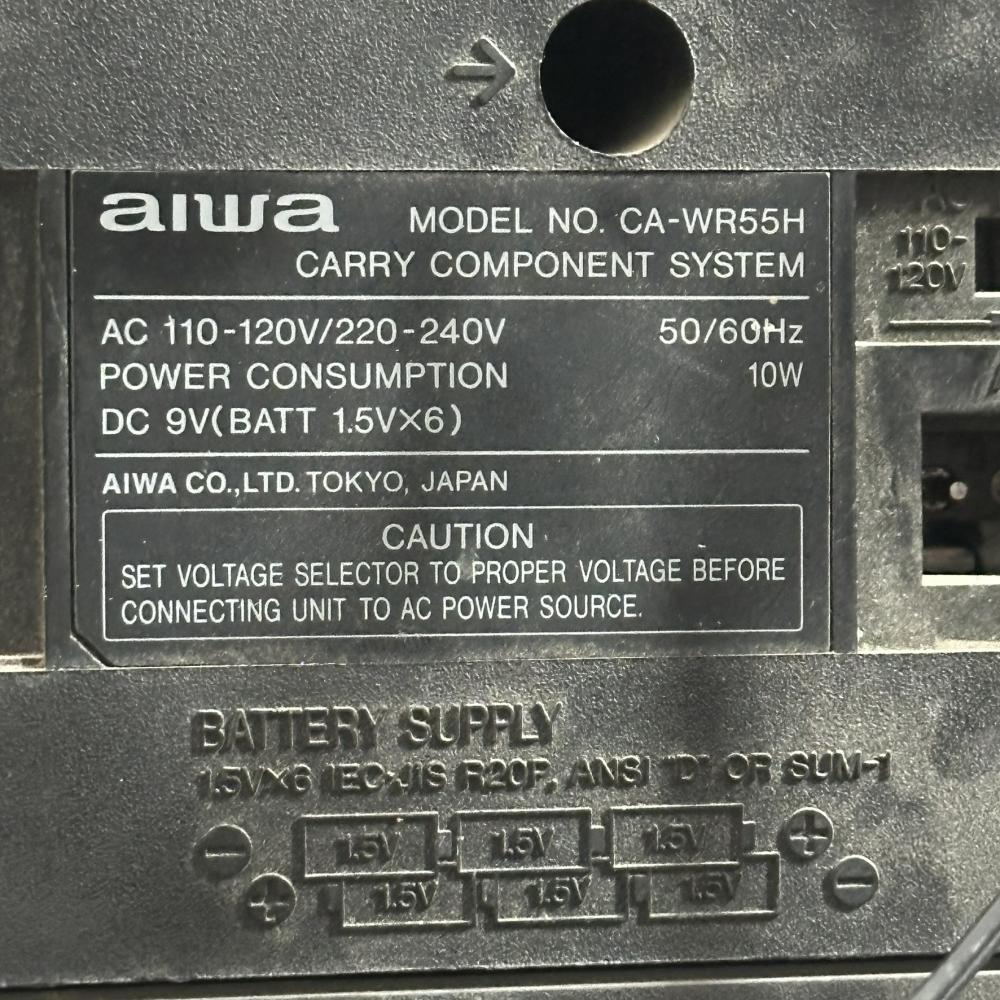 aiwa MODEL NO. CA-WR55H
CARRY COMPONENT SYSTEM
AC 110-120V/220-240V 50/60Hz
POWER CONSUMPTION 10W
DC 9V(BATT 1.5V×6)
AIWA CO.,LTD. TOKYO, JAPAN
CAUTION
SET VOLTAGE SELECTOR TO PROPER VOLTAGE BEFORE
CONNECTING UNIT TO AC POWER SOURCE.
AC
110-
120V
BATTERY SUPPLY
1.5V×6 IEC•JIS R20P, ANSI "D" OR SUM-1
1.5V 1.5V 1.5V
1.5V 1.5V 1.5V